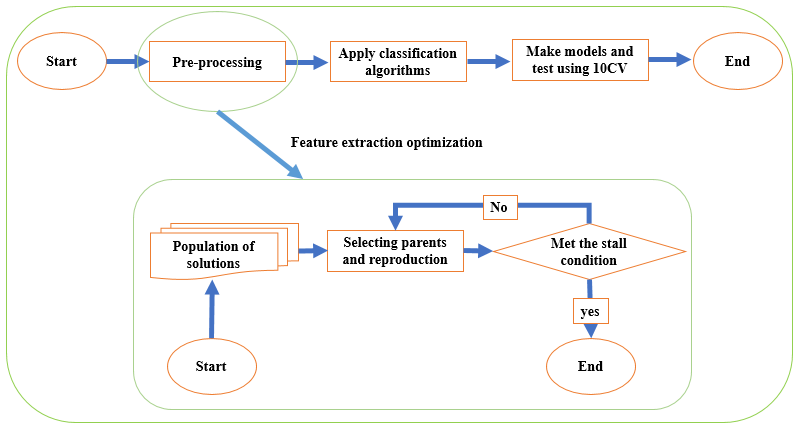 Start
Pre-processing
Apply classification
algorithms
Make models and
test using 10CV
End
Feature extraction optimization
No
Population of
solutions
Selecting parents
and reproduction
Met the stall
condition
yes
Start
End